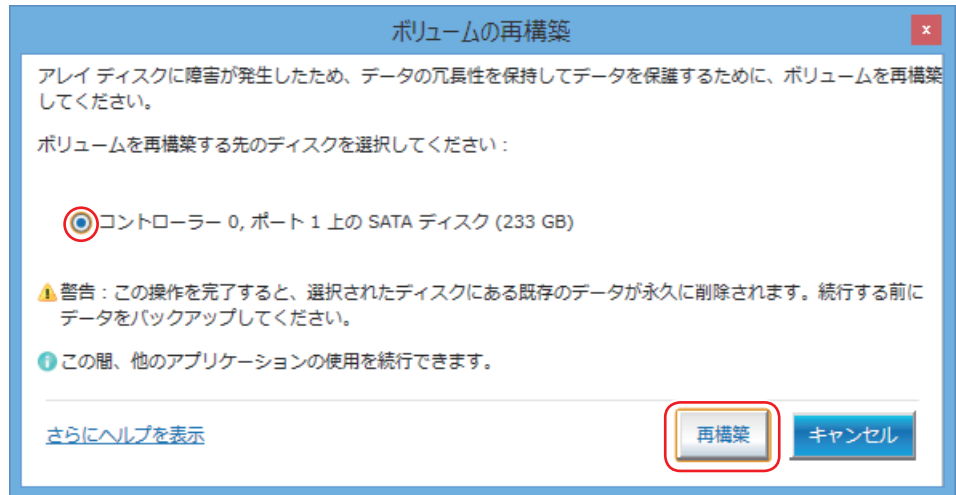 ボリュームの再構築
x
アレイ ディスクに障害が発生したため、データの冗長性を保持してデータを保護するために、ボリュームを再構築
してください。
ボリュームを再構築する先のディスクを選択してください：
コントローラー 0, ポート 1 上の SATA ディスク (233 GB)
警告：この操作を完了すると、選択されたディスクにある既存のデータが永久に削除されます。続行する前に
データをバックアップしてください。
この間、他のアプリケーションの使用を続行できます。
さらにヘルプを表示 再構築 キャンセル